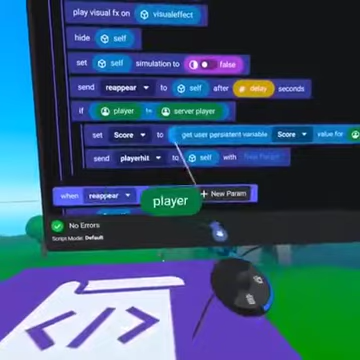 play visual fx on visualeffect
hide self
set self simulation to false
send reappear to self after delay seconds
if player server player
set Score to get user persistent variable Score value for
send playerhit to self with New Param
when reappear + New Param
player
No Errors
Script Mode: Default